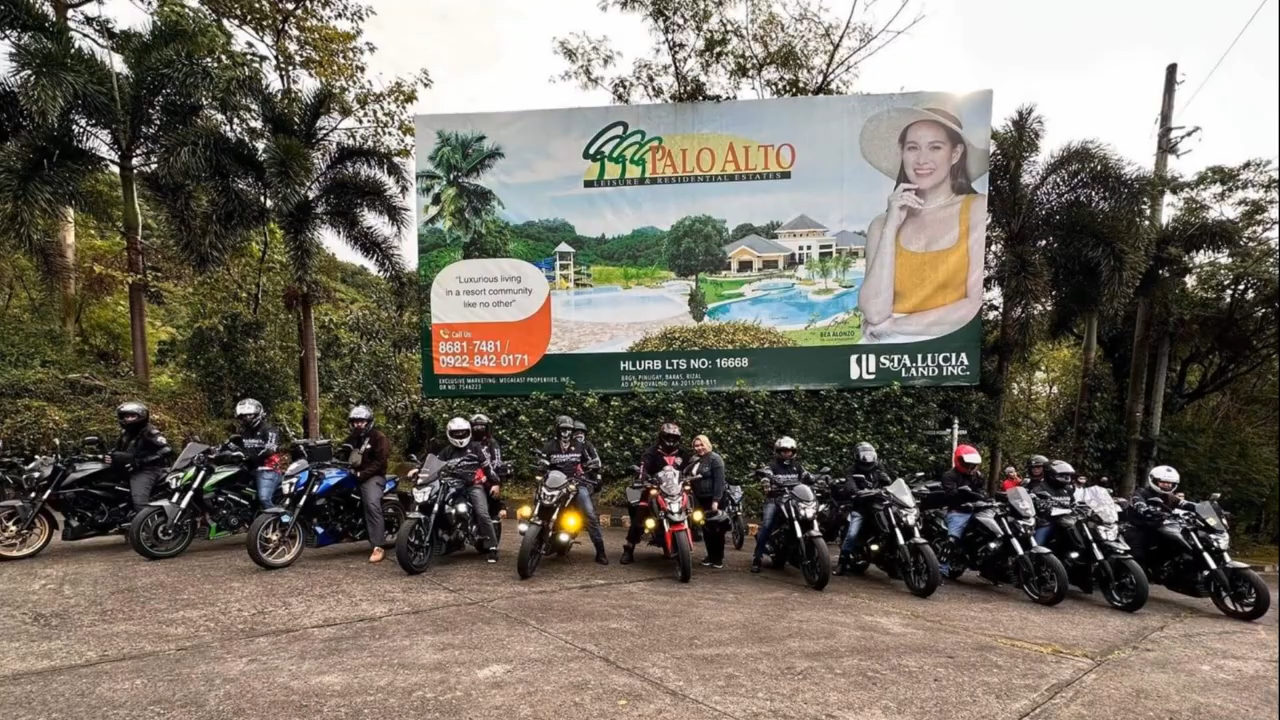 PALO ALTO
LEISURE & RESIDENTIAL ESTATES
"Luxurious living
in a resort community
like no other"
Call Us:
8681-7481 /
0922-842-0171
BEA ALONZO
HLURB LTS NO: 16668
BRGY. PINUGAY, BARAS, RIZAL
EXCLUSIVE MARKETING: MEGAEAST PROPERTIES, INC.
STA. LUCIA
LAND INC.